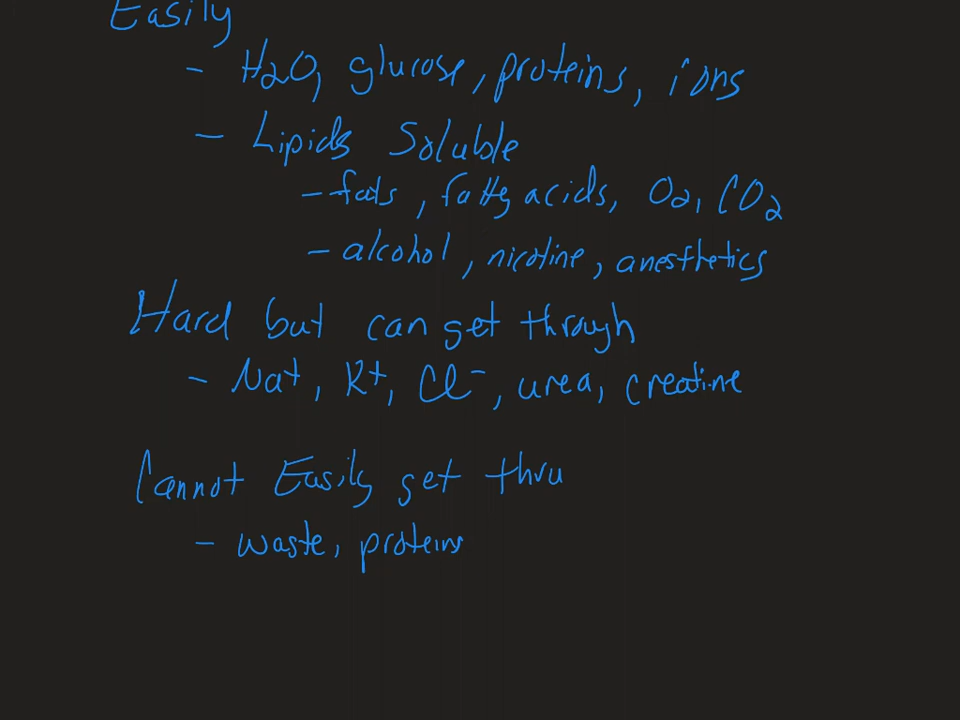 Easily
- H2O, glucose, proteins, ions
- Lipids Soluble
- fats, fatty acids, O2, CO2
- alcohol, nicotine, anesthetics
Hard but can get through
- Na+, K+, Cl-, urea, creatine
Cannot Easily get thru
- waste, proteins